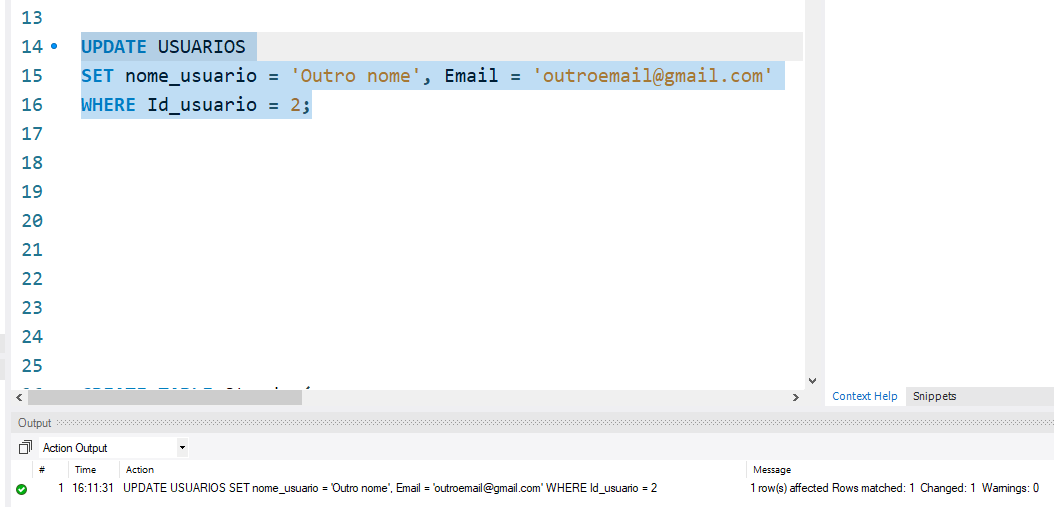 13
14 UPDATE USUARIOS
15 SET nome_usuario = 'Outro nome', Email = 'outroemail@gmail.com'
16 WHERE Id_usuario = 2;
17
18
19
20
21
22
23
24
25
Context Help Snippets
Output
Action Output
# Time Action Message
1 16:11:31 UPDATE USUARIOS SET nome_usuario = 'Outro nome', Email = 'outroemail@gmail.com' WHERE Id_usuario = 2 1 row(s) affected Rows matched: 1 Changed: 1 Warnings: 0